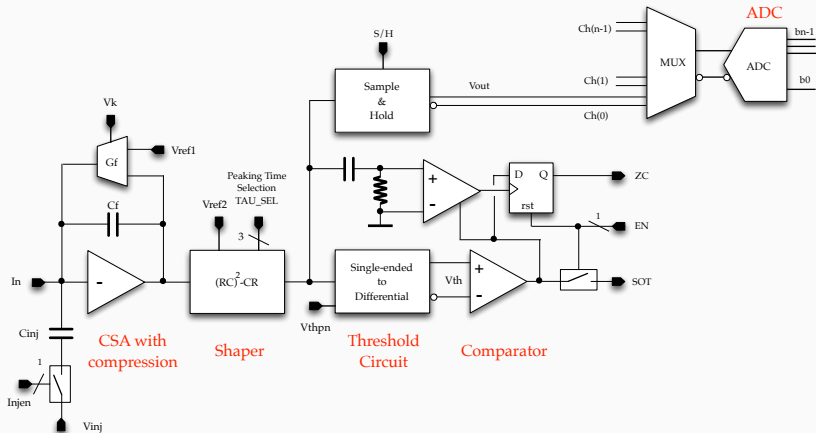 ADC
S/H
Ch(n-1)
bn-1
Sample
&
Hold
MUX
ADC
Vout
Ch(1)
b0
Ch(0)
Vk
Gf
Vref1
Peaking Time
Selection
TAU_SEL
Vref2
3
Cf
+
-
D
Q
rst
ZC
1
EN
In
-
(RC)²-CR
Single-ended
to
Differential
Vth
+
-
SOT
Vthpn
Cinj
CSA with
compression
Shaper
Threshold
Circuit
Comparator
1
Injen
Vinj